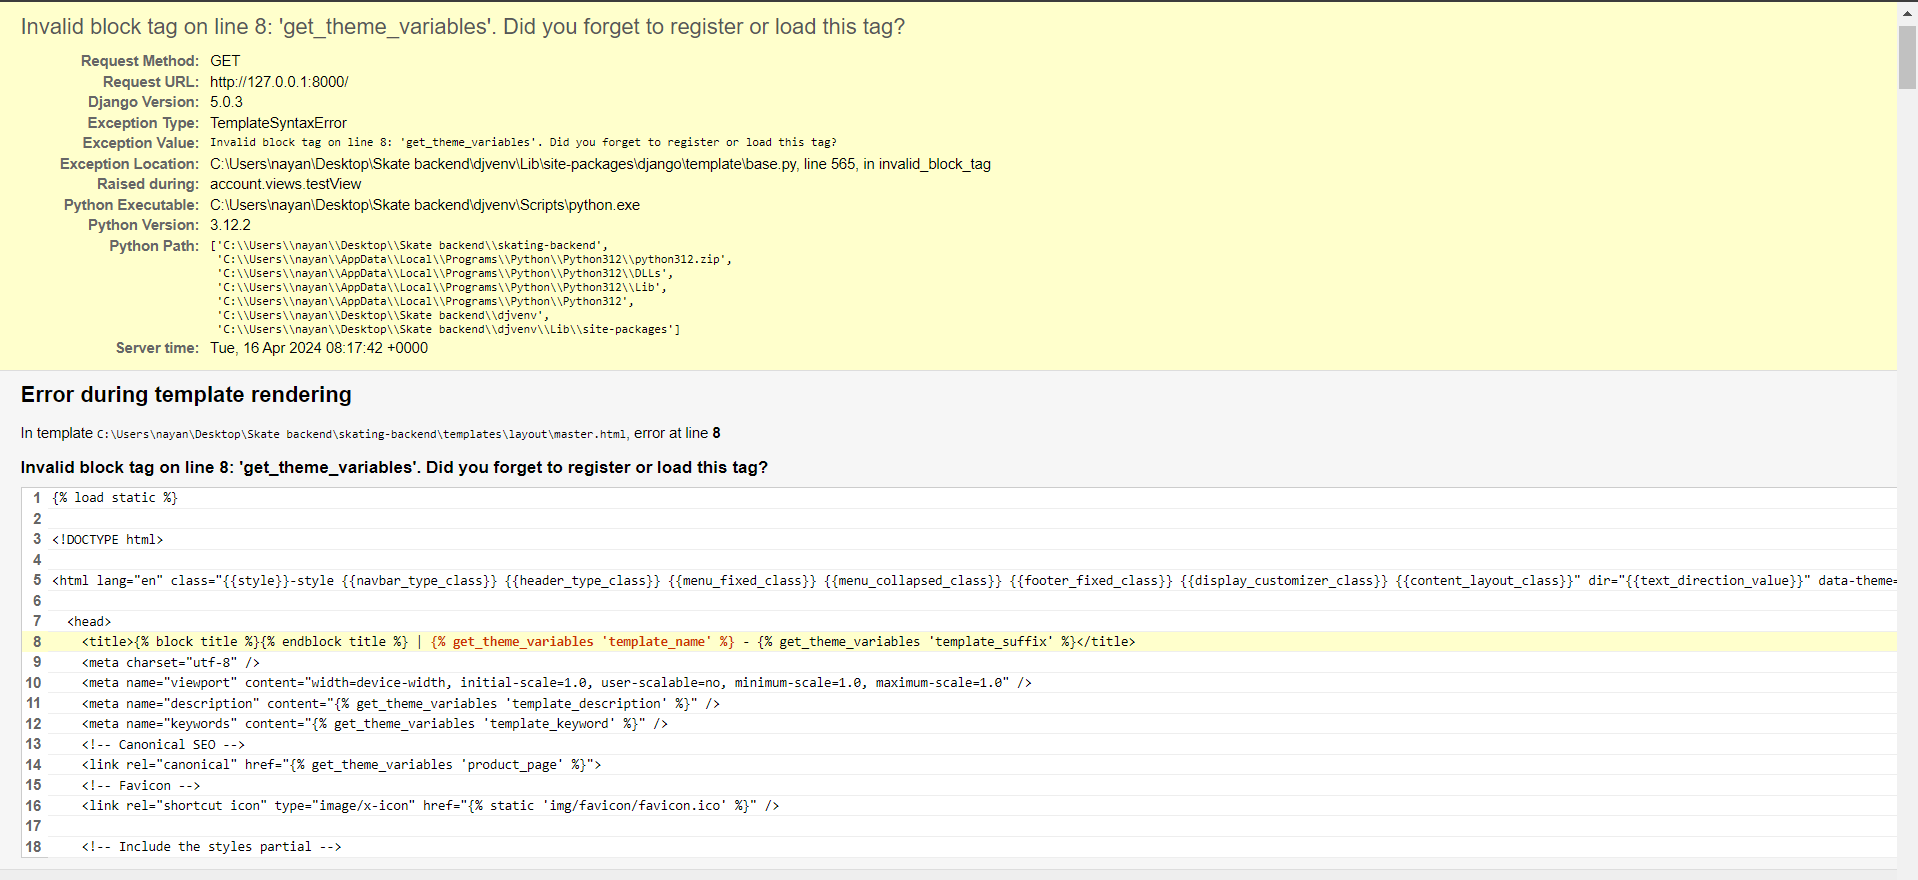 Invalid block tag on line 8: 'get_theme_variables'. Did you forget to register or load this tag?
Request Method: GET
Request URL: http://127.0.0.1:8000/
Django Version: 5.0.3
Exception Type: TemplateSyntaxError
Exception Value: Invalid block tag on line 8: 'get_theme_variables'. Did you forget to register or load this tag?
Exception Location: C:\Users\nayan\Desktop\Skate backend\djvenv\Lib\site-packages\django\template\base.py, line 565, in invalid_block_tag
Raised during: account.views.testView
Python Executable: C:\Users\nayan\Desktop\Skate backend\djvenv\Scripts\python.exe
Python Version: 3.12.2
Python Path: ['C:\\Users\\nayan\\Desktop\\Skate backend\\skating-backend',
'C:\\Users\\nayan\\AppData\\Local\\Programs\\Python\\Python312\\python312.zip',
'C:\\Users\\nayan\\AppData\\Local\\Programs\\Python\\Python312\\DLLs',
'C:\\Users\\nayan\\AppData\\Local\\Programs\\Python\\Python312\\Lib',
'C:\\Users\\nayan\\AppData\\Local\\Programs\\Python\\Python312',
'C:\\Users\\nayan\\Desktop\\Skate backend\\djvenv',
'C:\\Users\\nayan\\Desktop\\Skate backend\\djvenv\\Lib\\site-packages']
Server time: Tue, 16 Apr 2024 08:17:42 +0000
Error during template rendering
In template C:\Users\nayan\Desktop\Skate backend\skating-backend\templates\layout\master.html, error at line 8
Invalid block tag on line 8: 'get_theme_variables'. Did you forget to register or load this tag?
1 {% load static %}
2
3 <!DOCTYPE html>
4
5 <html lang="en" class="{{style}}-style {{navbar_type_class}} {{header_type_class}} {{menu_fixed_class}} {{menu_collapsed_class}} {{footer_fixed_class}} {{display_customizer_class}} {{content_layout_class}}" dir="{{text_direction_value}}" data-theme=
6
7 <head>
8 <title>{% block title %}{% endblock title %} | {% get_theme_variables 'template_name' %} - {% get_theme_variables 'template_suffix' %}</title>
9 <meta charset="utf-8" />
10 <meta name="viewport" content="width=device-width, initial-scale=1.0, user-scalable=no, minimum-scale=1.0, maximum-scale=1.0" />
11 <meta name="description" content="{% get_theme_variables 'template_description' %}" />
12 <meta name="keywords" content="{% get_theme_variables 'template_keyword' %}" />
13 <!-- Canonical SEO -->
14 <link rel="canonical" href="{% get_theme_variables 'product_page' %}">
15 <!-- Favicon -->
16 <link rel="shortcut icon" type="image/x-icon" href="{% static 'img/favicon/favicon.ico' %}" />
17
18 <!-- Include the styles partial -->